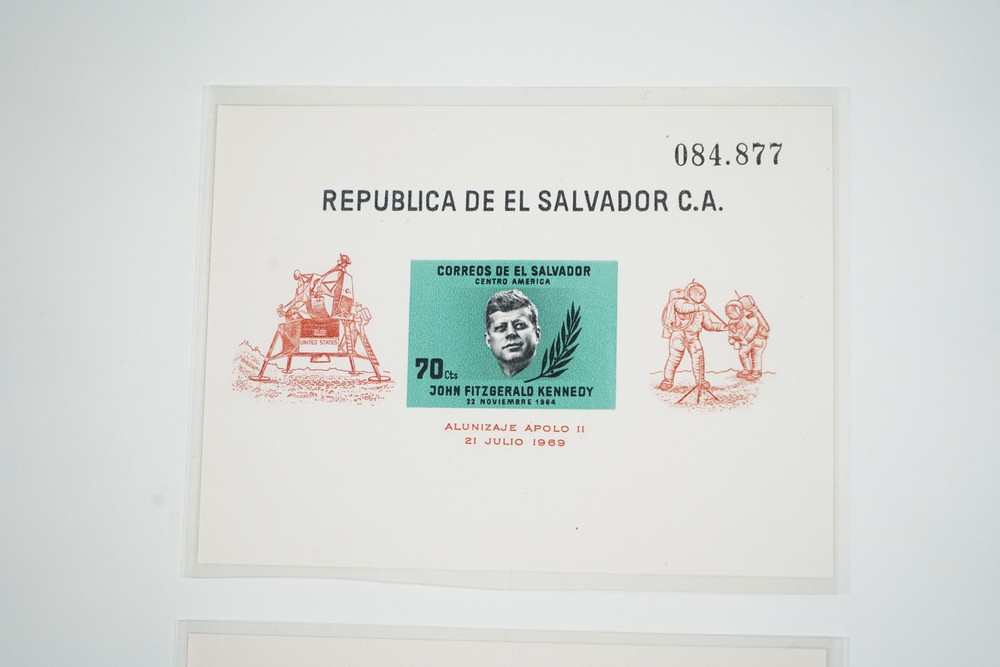 084.877
REPUBLICA DE EL SALVADOR C.A.
CORREOS DE EL SALVADOR
CENTRO AMERICA
70 Cts
JOHN FITZGERALD KENNEDY
22 NOVIEMBRE 1964
UNITED STATES
ALUNIZAJE APOLO 11
21 JULIO 1969